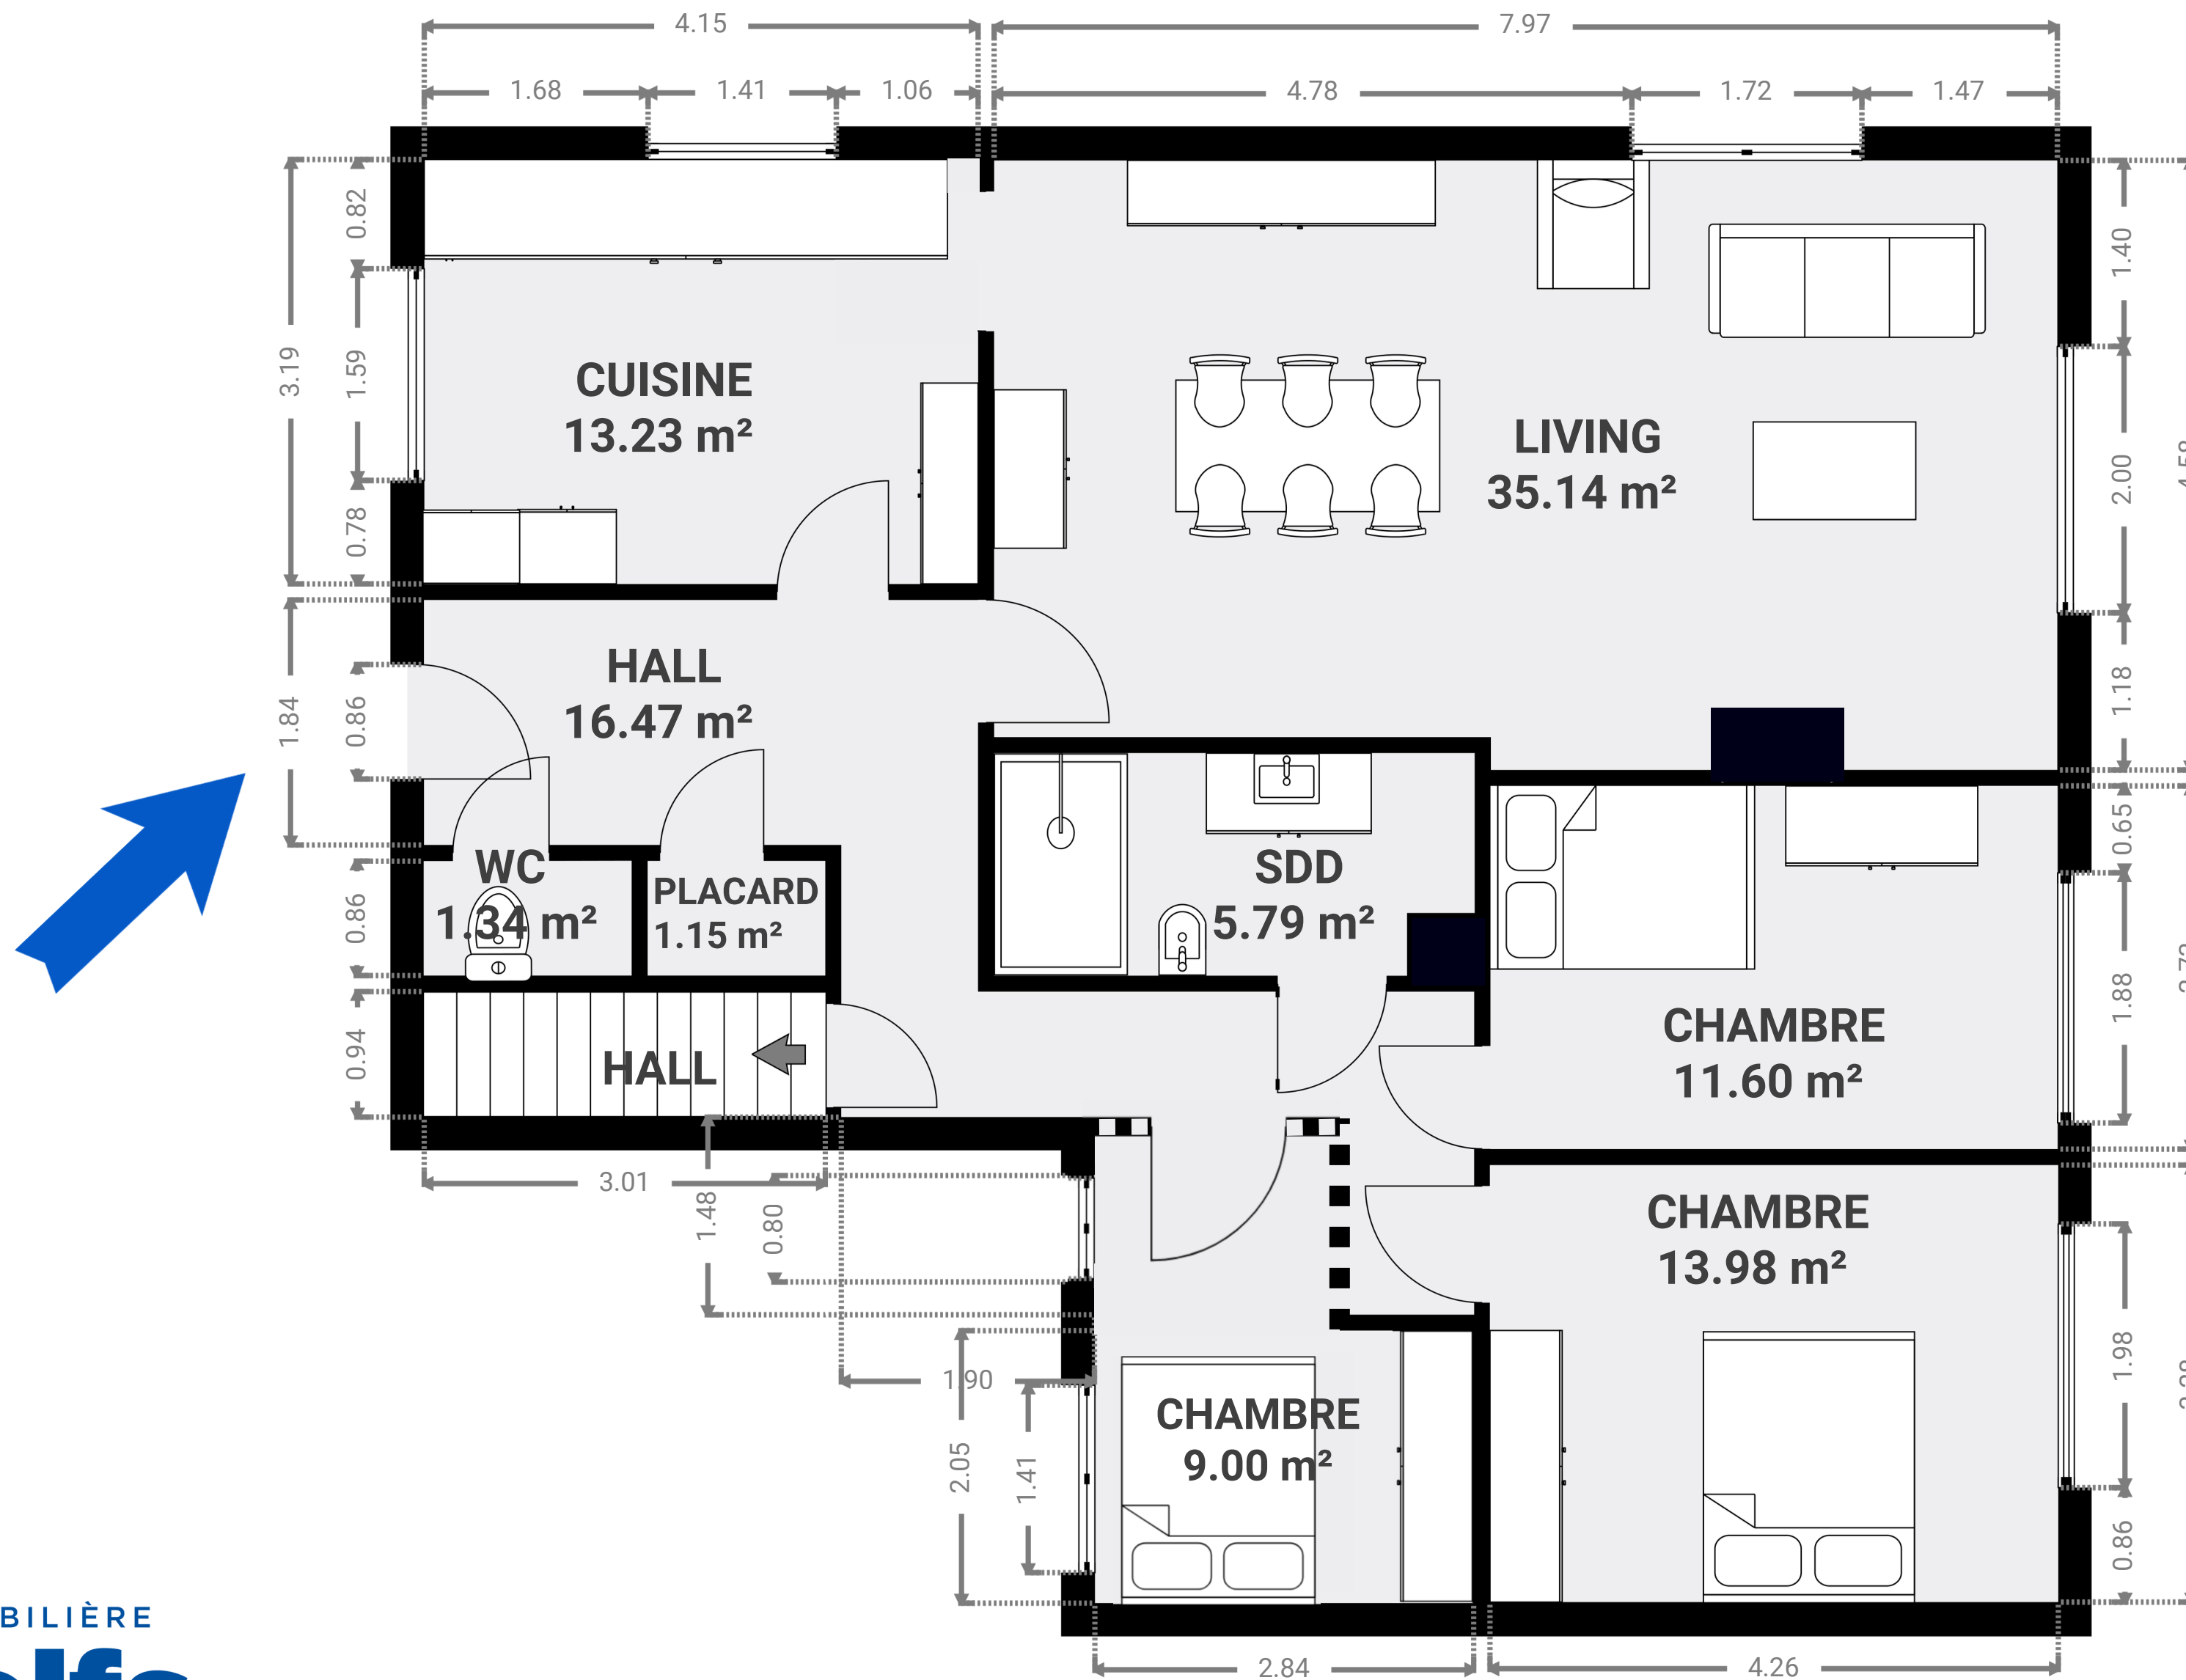 4.15
7.97
1.68
1.41
1.06
4.78
1.72
1.47
0.82
3.19
1.59
0.78
1.40
2.00
1.18
CUISINE
13.23 m²
LIVING
35.14 m²
HALL
16.47 m²
1.84
0.86
WC
1.34 m²
PLACARD
1.15 m²
SDD
5.79 m²
0.65
1.88
0.86
0.94
HALL
CHAMBRE
11.60 m²
3.01
1.48
0.80
CHAMBRE
13.98 m²
1.90
1.98
CHAMBRE
9.00 m²
2.05
1.41
0.86
2.84
4.26
BILIÈRE